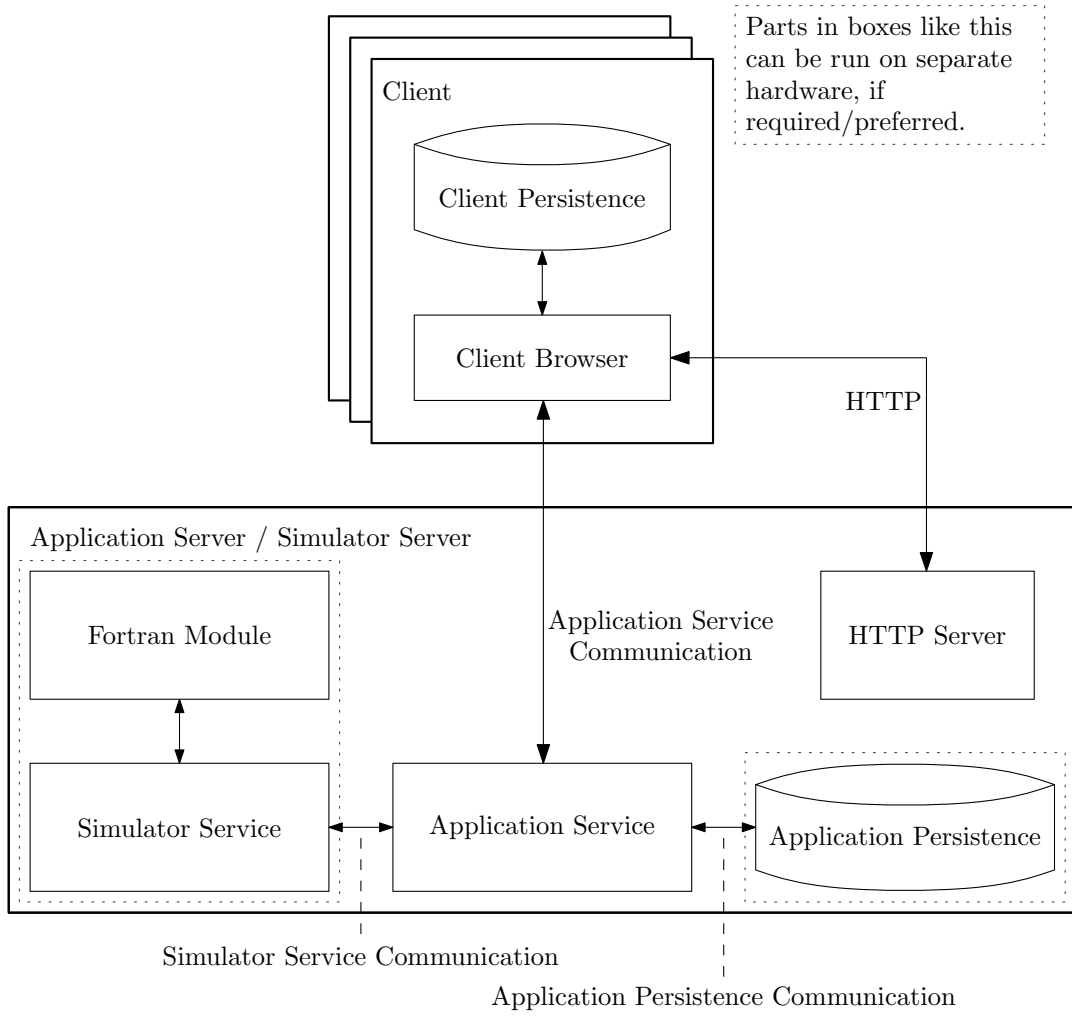 Parts in boxes like this
can be run on separate
hardware, if
required/preferred.
Client
Client Persistence
Client Browser
HTTP
Application Server / Simulator Server
Fortran Module
Application Service
Communication
HTTP Server
Simulator Service
Application Service
Application Persistence
Simulator Service Communication
Application Persistence Communication